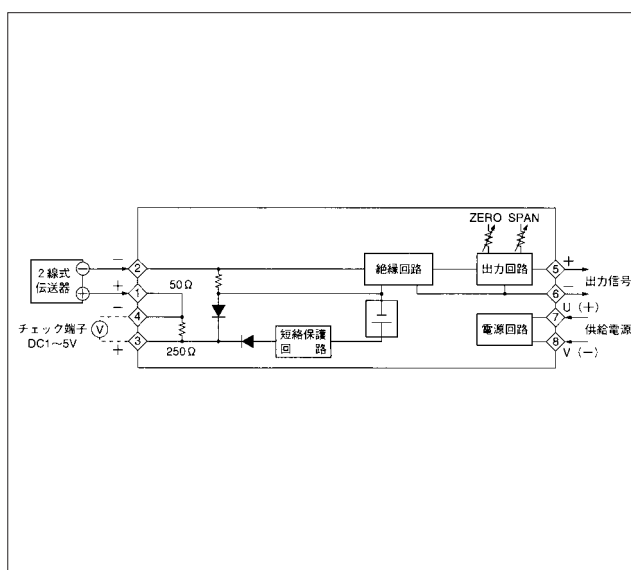 ZERO SPAN
2線式
伝送器
−
+
2
1
−
+
−
4
チェック端子
DC1～5V
V
+
3
50Ω
250Ω
短絡保護
回　路
絶縁回路
出力回路
電源回路
5
+
出力信号
6
−
U（+）
7
供給電源
8
V（−）